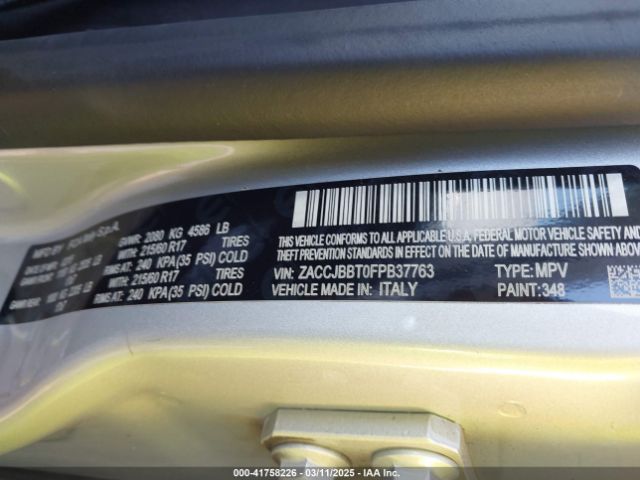 THIS VEHICLE CONFORMS TO ALL APPLICABLE U.S.A. FEDERAL MOTOR VEHICLE SAFETY AND
THEFT PREVENTION STANDARDS IN EFFECT ON THE DATE OF MANUFACTURE SHOWN ABOVE.
VIN: ZACCJBBT0FPB37763 TYPE: MPV
VEHICLE MADE IN: ITALY PAINT: 348
MFD BY
GVWR: 2080 KG 4586 LB
WITH: 215/60 R17 TIRES
RIMS AT: 240 KPA(35 PSI) COLD
WITH: 215/60 R17 TIRES
RIMS AT: 240 KPA(35 PSI) COLD
000-41758226 - 03/11/2025 - IAA Inc.